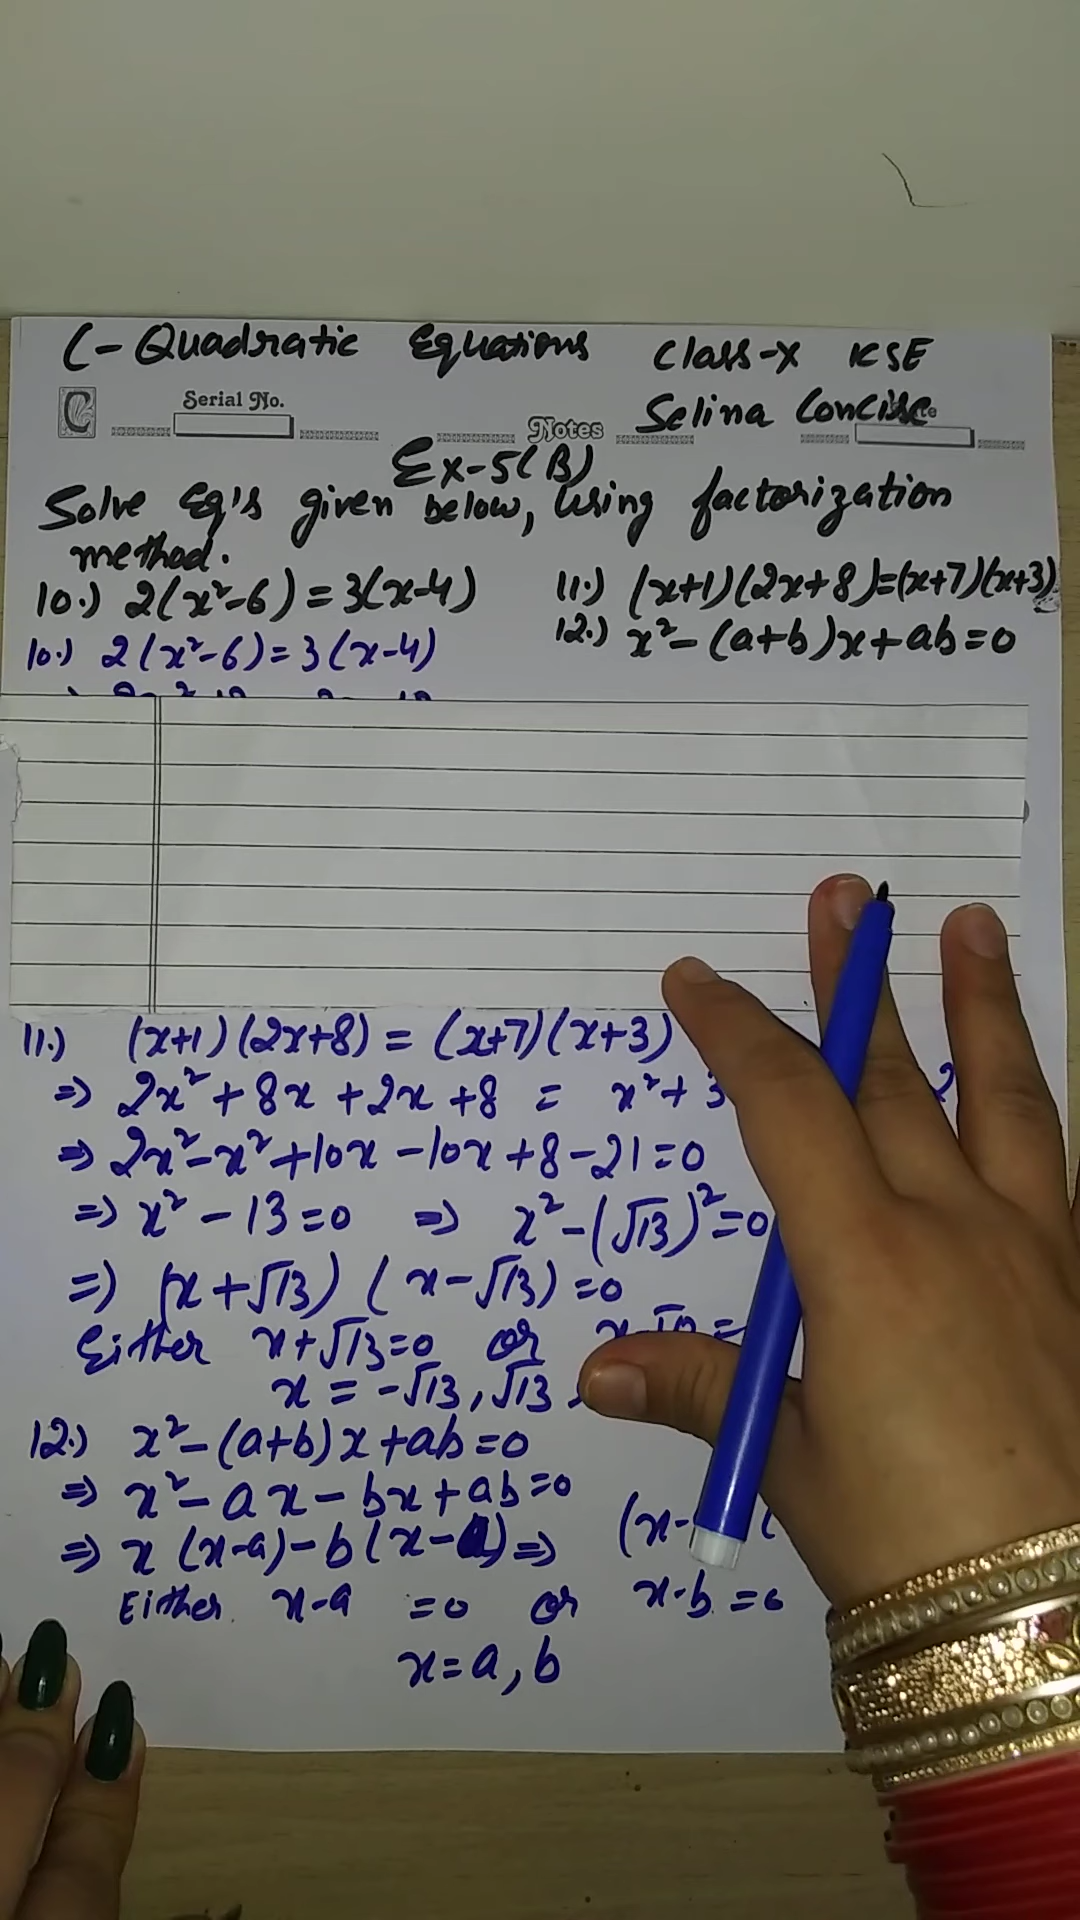 C- Quadratic Equations Class-X ICSE
C Serial No. Notes Selina Concise
Ex-5(B)
Solve Eq's given below, using factorization
method.
10.) 2(x²-6)=3(x-4) 11.) (x+1)(2x+8)=(x+7)(x+3)
12.) x²-(a+b)x+ab=0
10.) 2(x²-6)=3(x-4)
11.) (x+1)(2x+8) = (x+7)(x+3)
⇒ 2x²+8x+2x+8 = x²+3
⇒ 2x²-x²+10x-10x+8-21=0
⇒ x²-13=0 ⇒ x²-(√13)²=0
⇒ (x+√13) (x-√13)=0
Either x+√13=0 or
x = -√13, √13
12.) x²-(a+b)x+ab=0
⇒ x²-ax-bx+ab=0
⇒ x(x-a)-b(x-a)⇒ (x-
Either x-a =0 or x-b=0
x=a,b